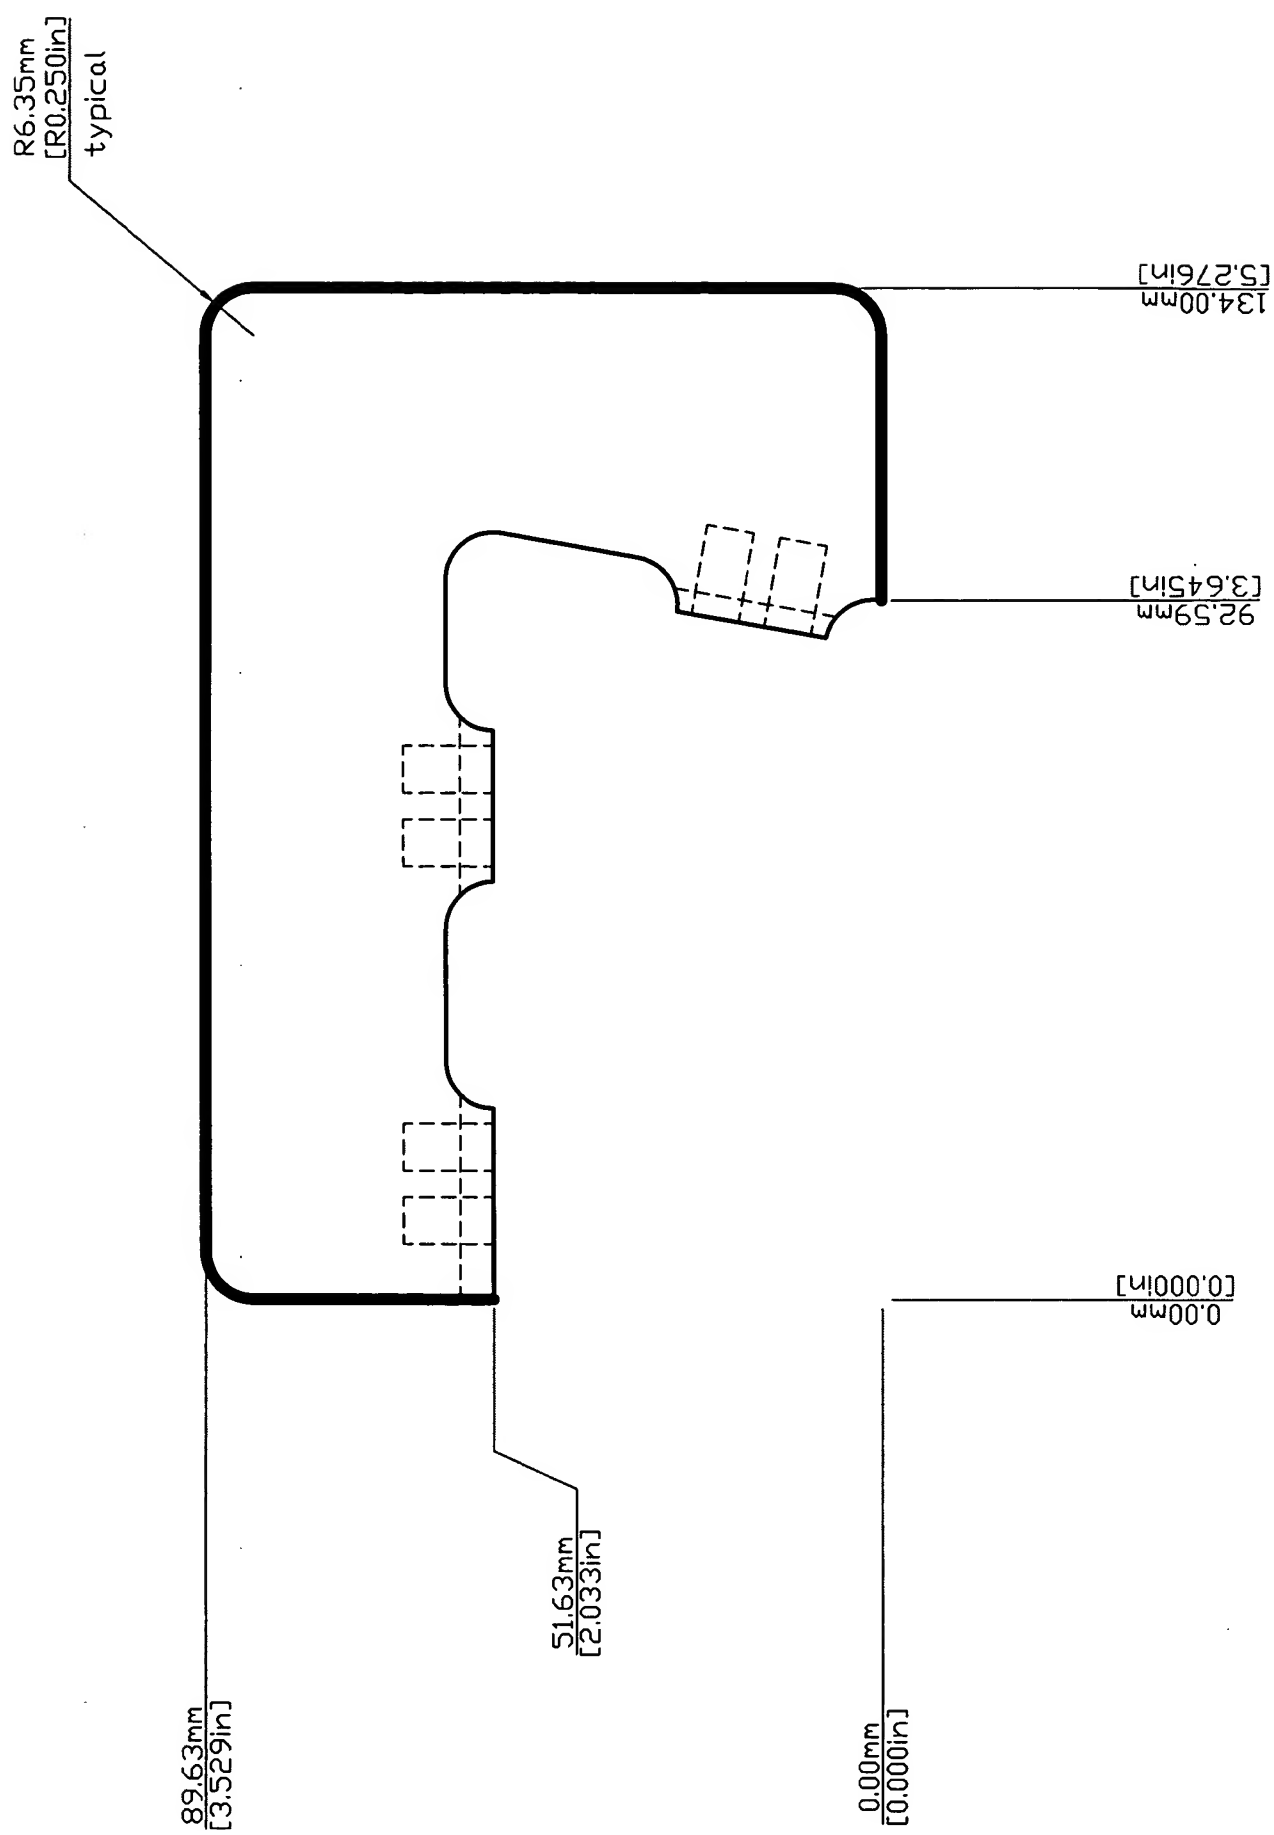 R6.35mm
[R0.250in]
typical
134.00mm
[5.276in]
92.59mm
[3.645in]
0.00mm
[0.000in]
51.63mm
[2.033in]
89.63mm
[3.529in]
0.00mm
[0.000in]